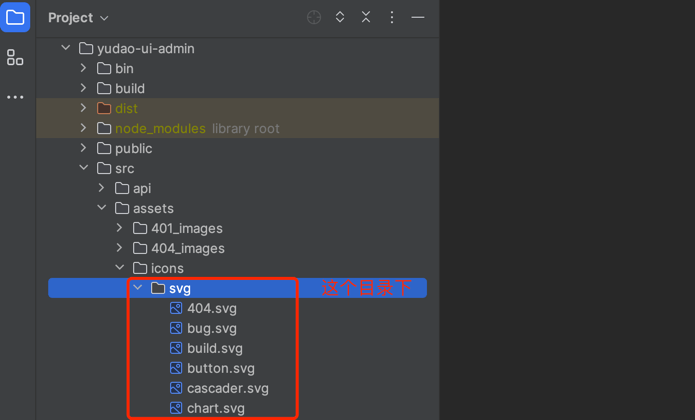 Project
yudao-ui-admin
bin
build
dist
node_modules library root
public
src
api
assets
401_images
404_images
icons
svg 这个目录下
404.svg
bug.svg
build.svg
button.svg
cascader.svg
chart.svg